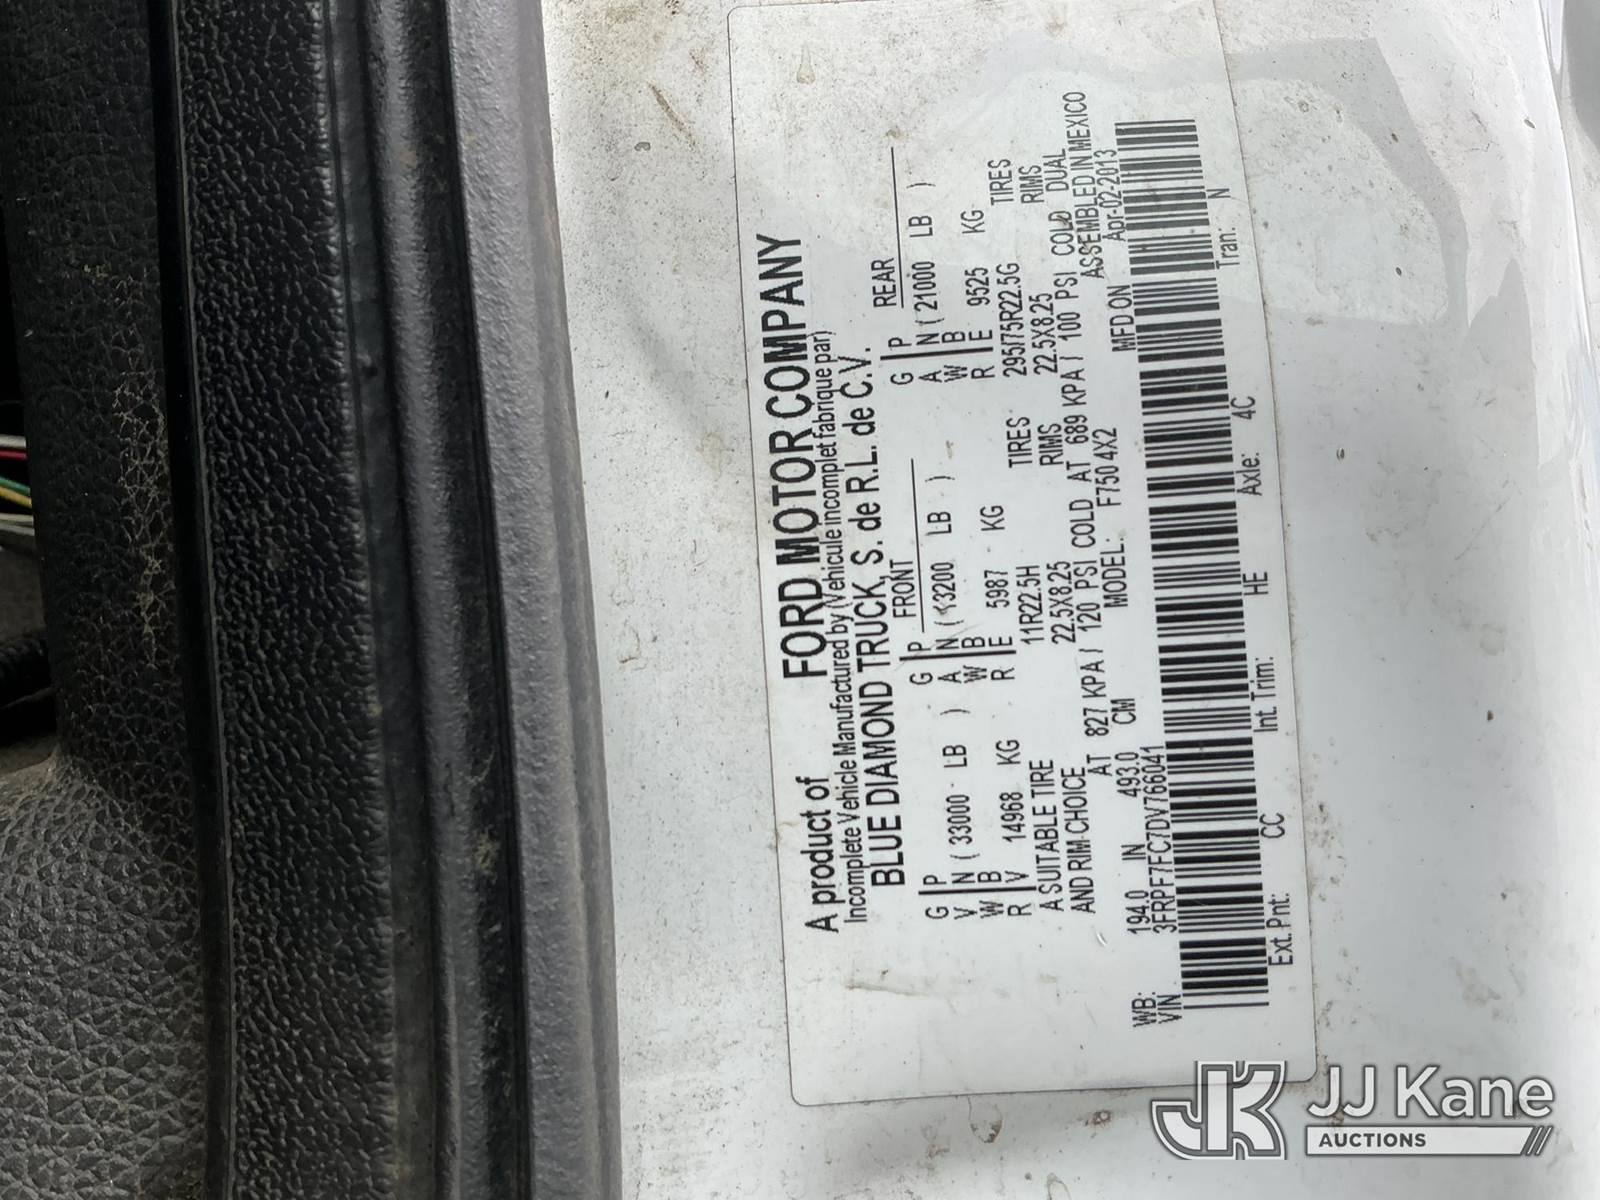 A product of FORD MOTOR COMPANY
Incomplete Vehicle Manufactured by (Vehicule incomplet fabrique par)
BLUE DIAMOND TRUCK, S. de R.L. de C.V.
FRONT REAR
G P G P G P
V N ( 33000 LB ) A N ( 13200 LB ) A N ( 21000 LB )
W B W B W B
R V 14968 KG R E 5987 KG R E 9525 KG
A SUITABLE TIRE 11R22.5H TIRES 295/75R22.5G TIRES
AND RIM CHOICE 22.5X8.25 RIMS 22.5X8.25 RIMS
AT 827 KPA / 120 PSI COLD AT 689 KPA / 100 PSI COLD DUAL
ASSEMBLED IN MEXICO
WB: 194.0 IN 493.0 CM MODEL: F750 4X2 MFD ON Apr-02-2013
VIN 3FRPF7FC7DV766041
Ext. Pnt: CC Int. Trim: HE Axle: 4C Tran: N
JK JJ Kane
AUCTIONS